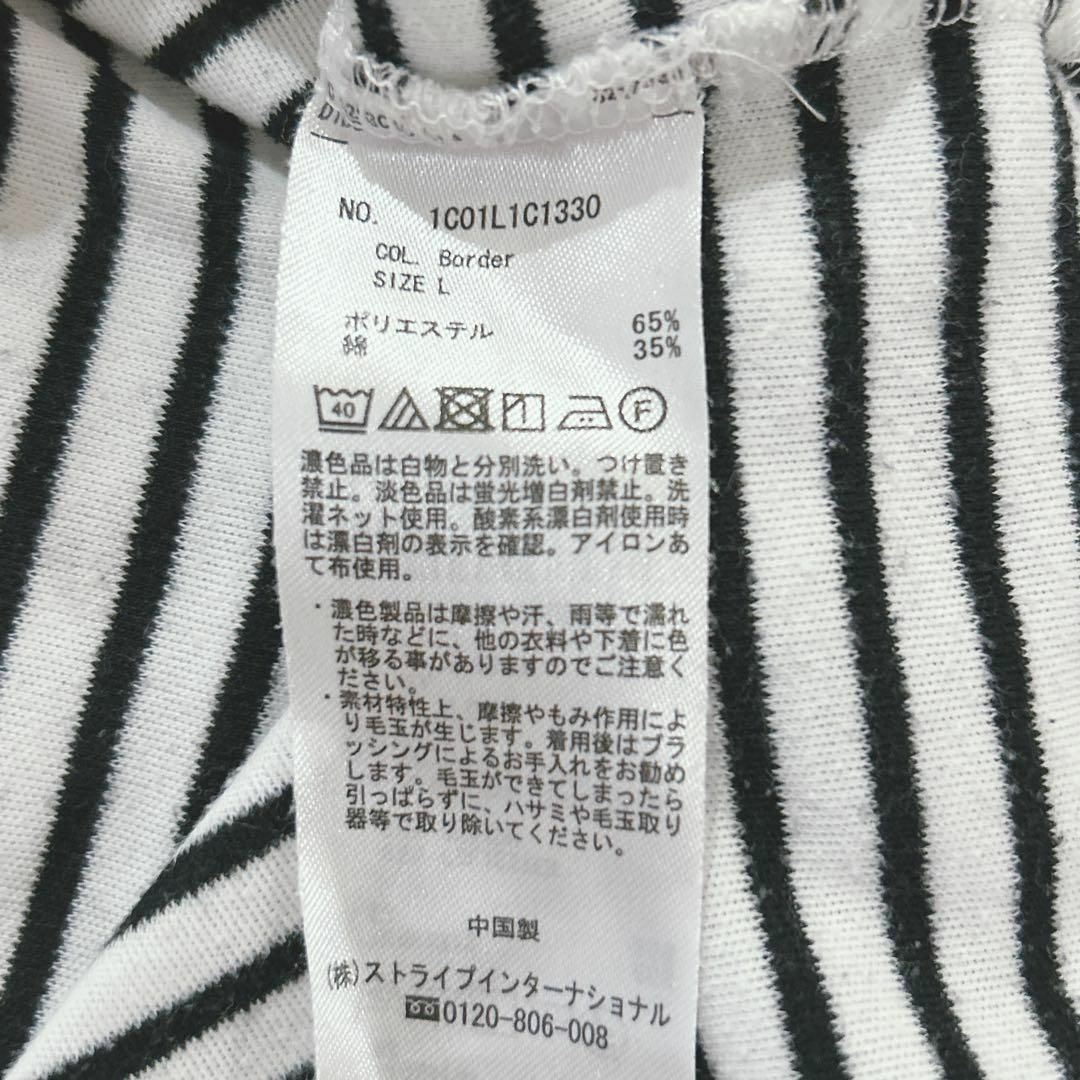 NO. 1C01L1C1330
COL. Border
SIZE L
ポリエステル 65%
綿 35%
40
F
濃色品は白物と分別洗い。つけ置き
禁止。淡色品は蛍光増白剤禁止。洗
濯ネット使用。酸素系漂白剤使用時
は漂白剤の表示を確認。アイロンあ
て布使用。
・濃色製品は摩擦や汗、雨等で濡れ
た時などに、他の衣料や下着に色
が移る事がありますのでご注意く
ださい。
・素材特性上、摩擦やもみ作用によ
り毛玉が生じます。着用後はブラ
ッシングによるお手入れをお勧め
します。毛玉ができてしまったら
引っぱらずに、ハサミや毛玉取り
器等で取り除いてください。
中国製
(株)ストライプインターナショナル
0120-806-008